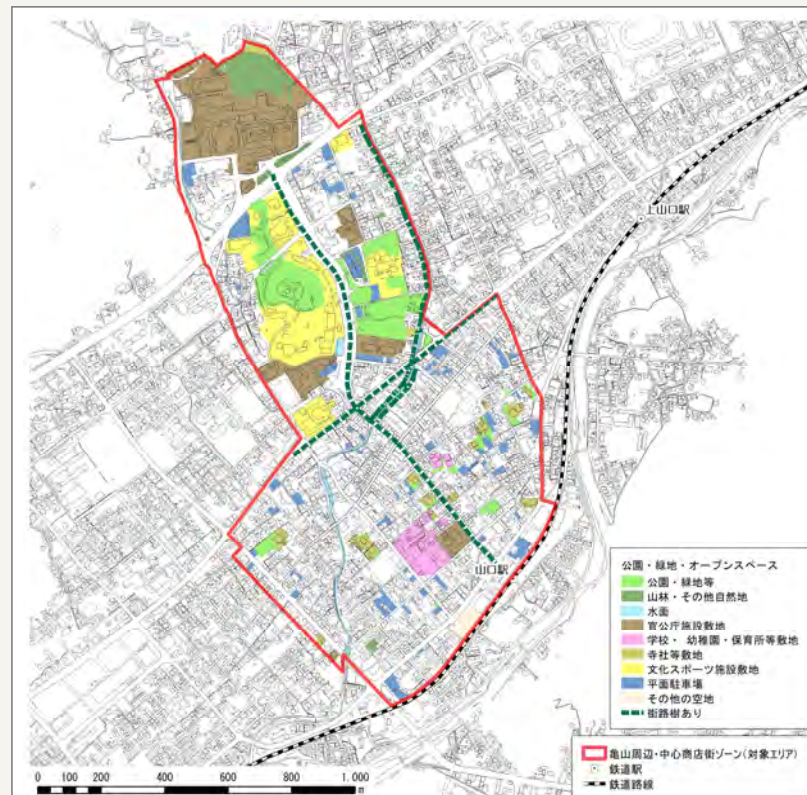 上山口駅
山口駅
公園・緑地・オープンスペース
公園・緑地等
山林・その他自然地
水面
官公庁施設敷地
学校・ 幼稚園・保育所等敷地
寺社等敷地
文化スポーツ施設敷地
平面駐車場
その他の空地
街路樹あり
亀山周辺・中心商店街ゾーン(対象エリア)
鉄道駅
鉄道路線
0 100 200 400 600 800 1,000
m